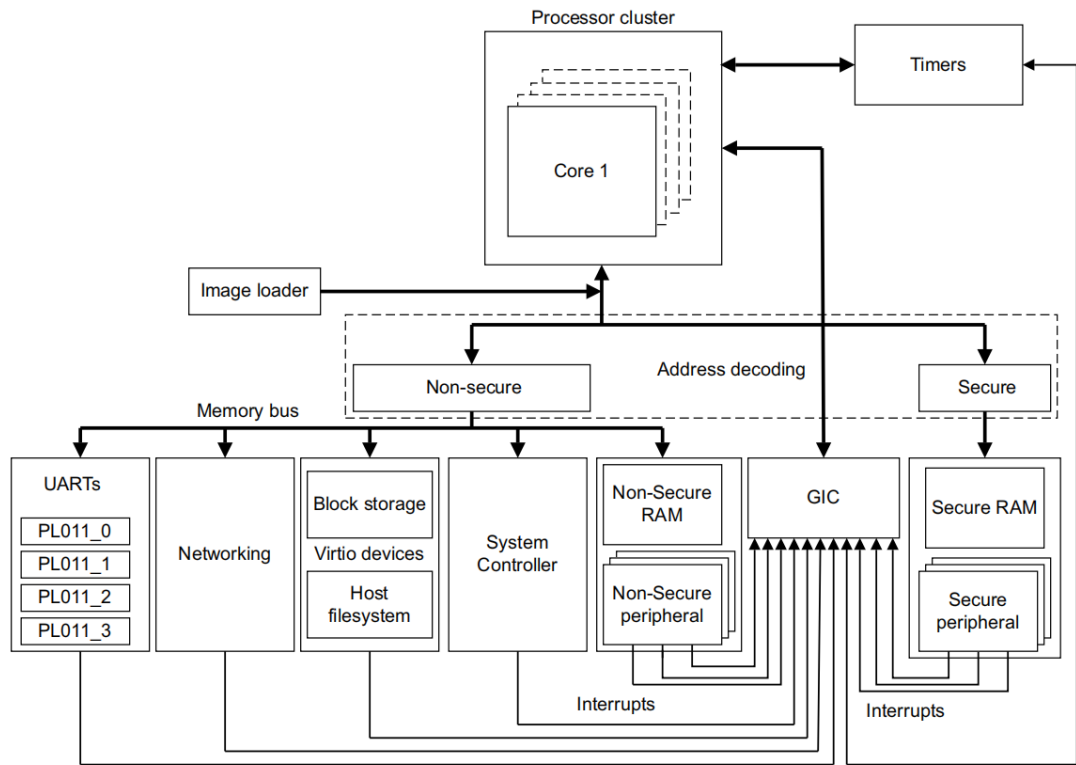 Processor cluster
Timers
Core 1
Image loader
Address decoding
Non-secure
Secure
Memory bus
UARTs
PL011_0
PL011_1
PL011_2
PL011_3
Networking
Block storage
Virtio devices
Host
filesystem
System
Controller
Non-Secure
RAM
Non-Secure
peripheral
GIC
Secure RAM
Secure
peripheral
Interrupts
Interrupts